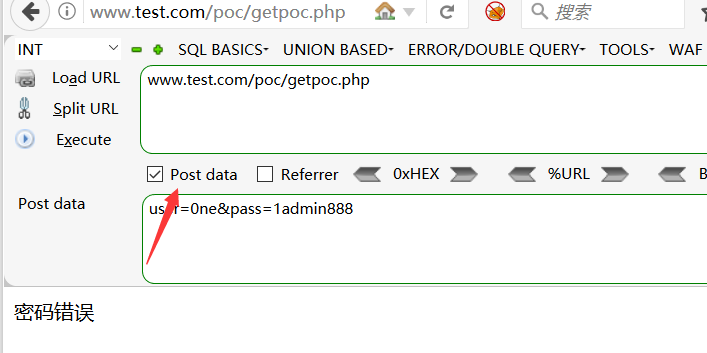 www.test.com/poc/getpoc.php
搜索
INT
SQL BASICS
UNION BASED
ERROR/DOUBLE QUERY
TOOLS
WAF
Load URL
www.test.com/poc/getpoc.php
Split URL
Execute
Post data
Referrer
0xHEX
%URL
B
Post data
user=0ne&pass=1admin888
密码错误